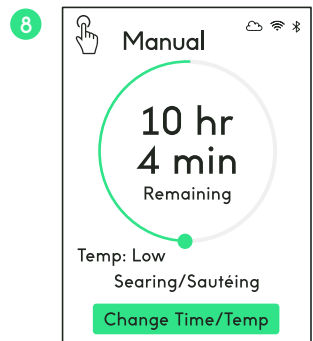 8
Manual
10 hr
4 min
Remaining
Temp: Low
Searing/Sautéing
Change Time/Temp